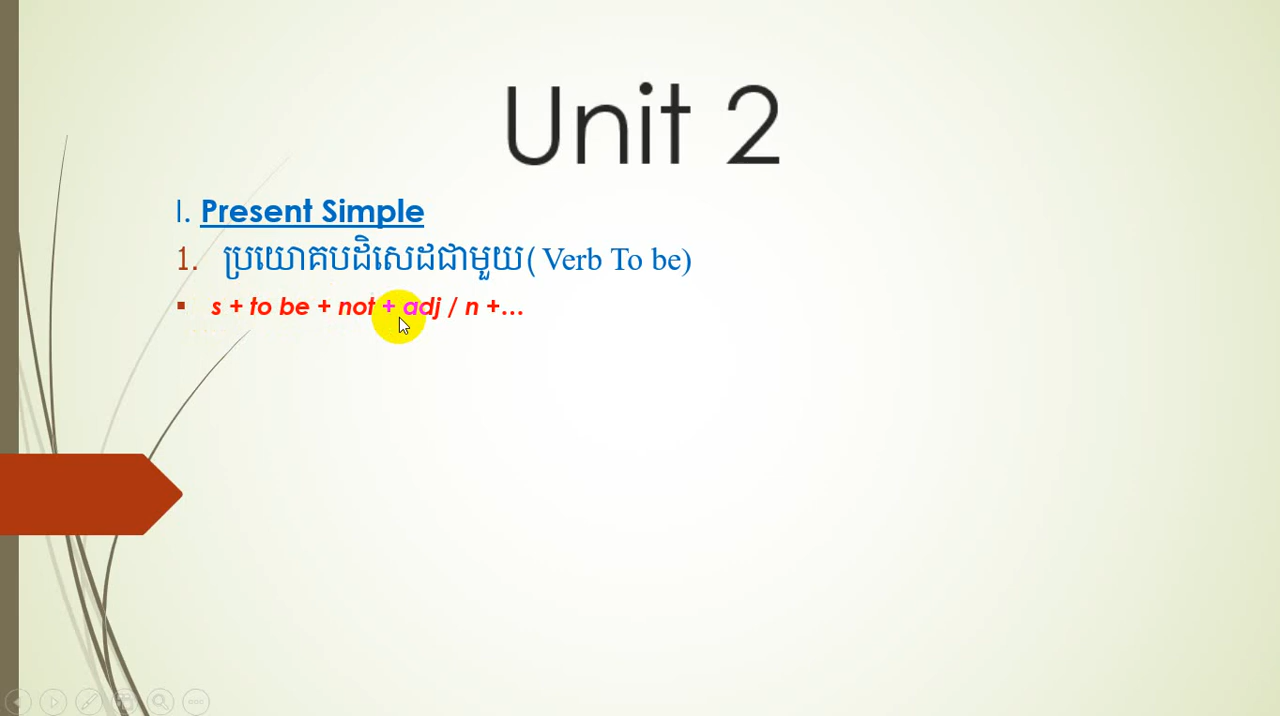 Unit 2
I. Present Simple
1. ប្រយោគបដិសេដជាមួយ( Verb To be)
▪ s + to be + not + adj / n +…